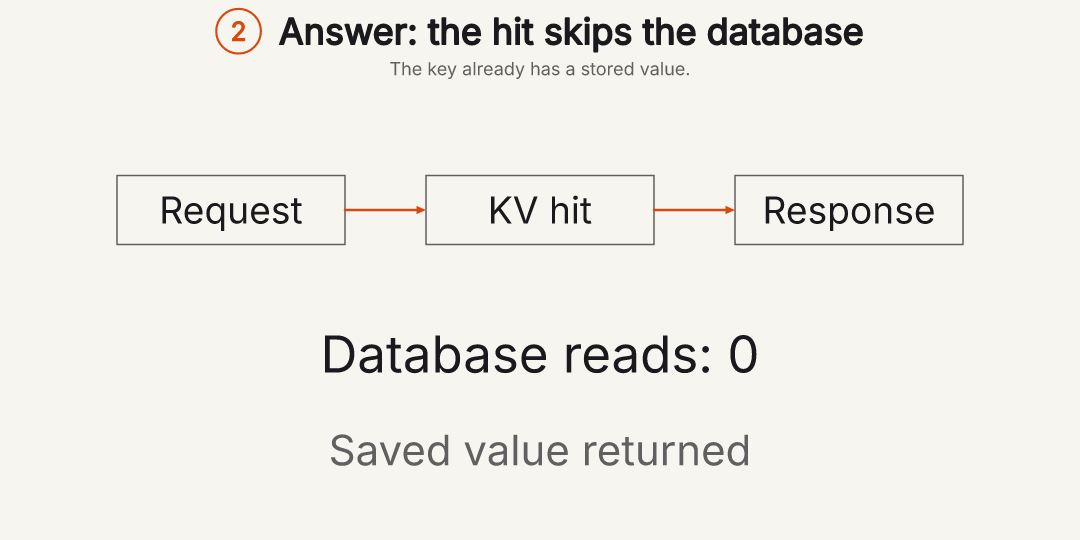 2 Answer: the hit skips the database
The key already has a stored value.
Request KV hit Response
Database reads: 0
Saved value returned